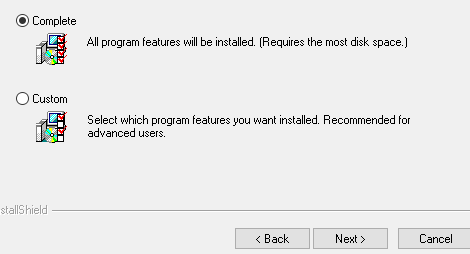 Complete
All program features will be installed. (Requires the most disk space.)
Custom
Select which program features you want installed. Recommended for
advanced users.
stallShield
< Back
Next >
Cancel